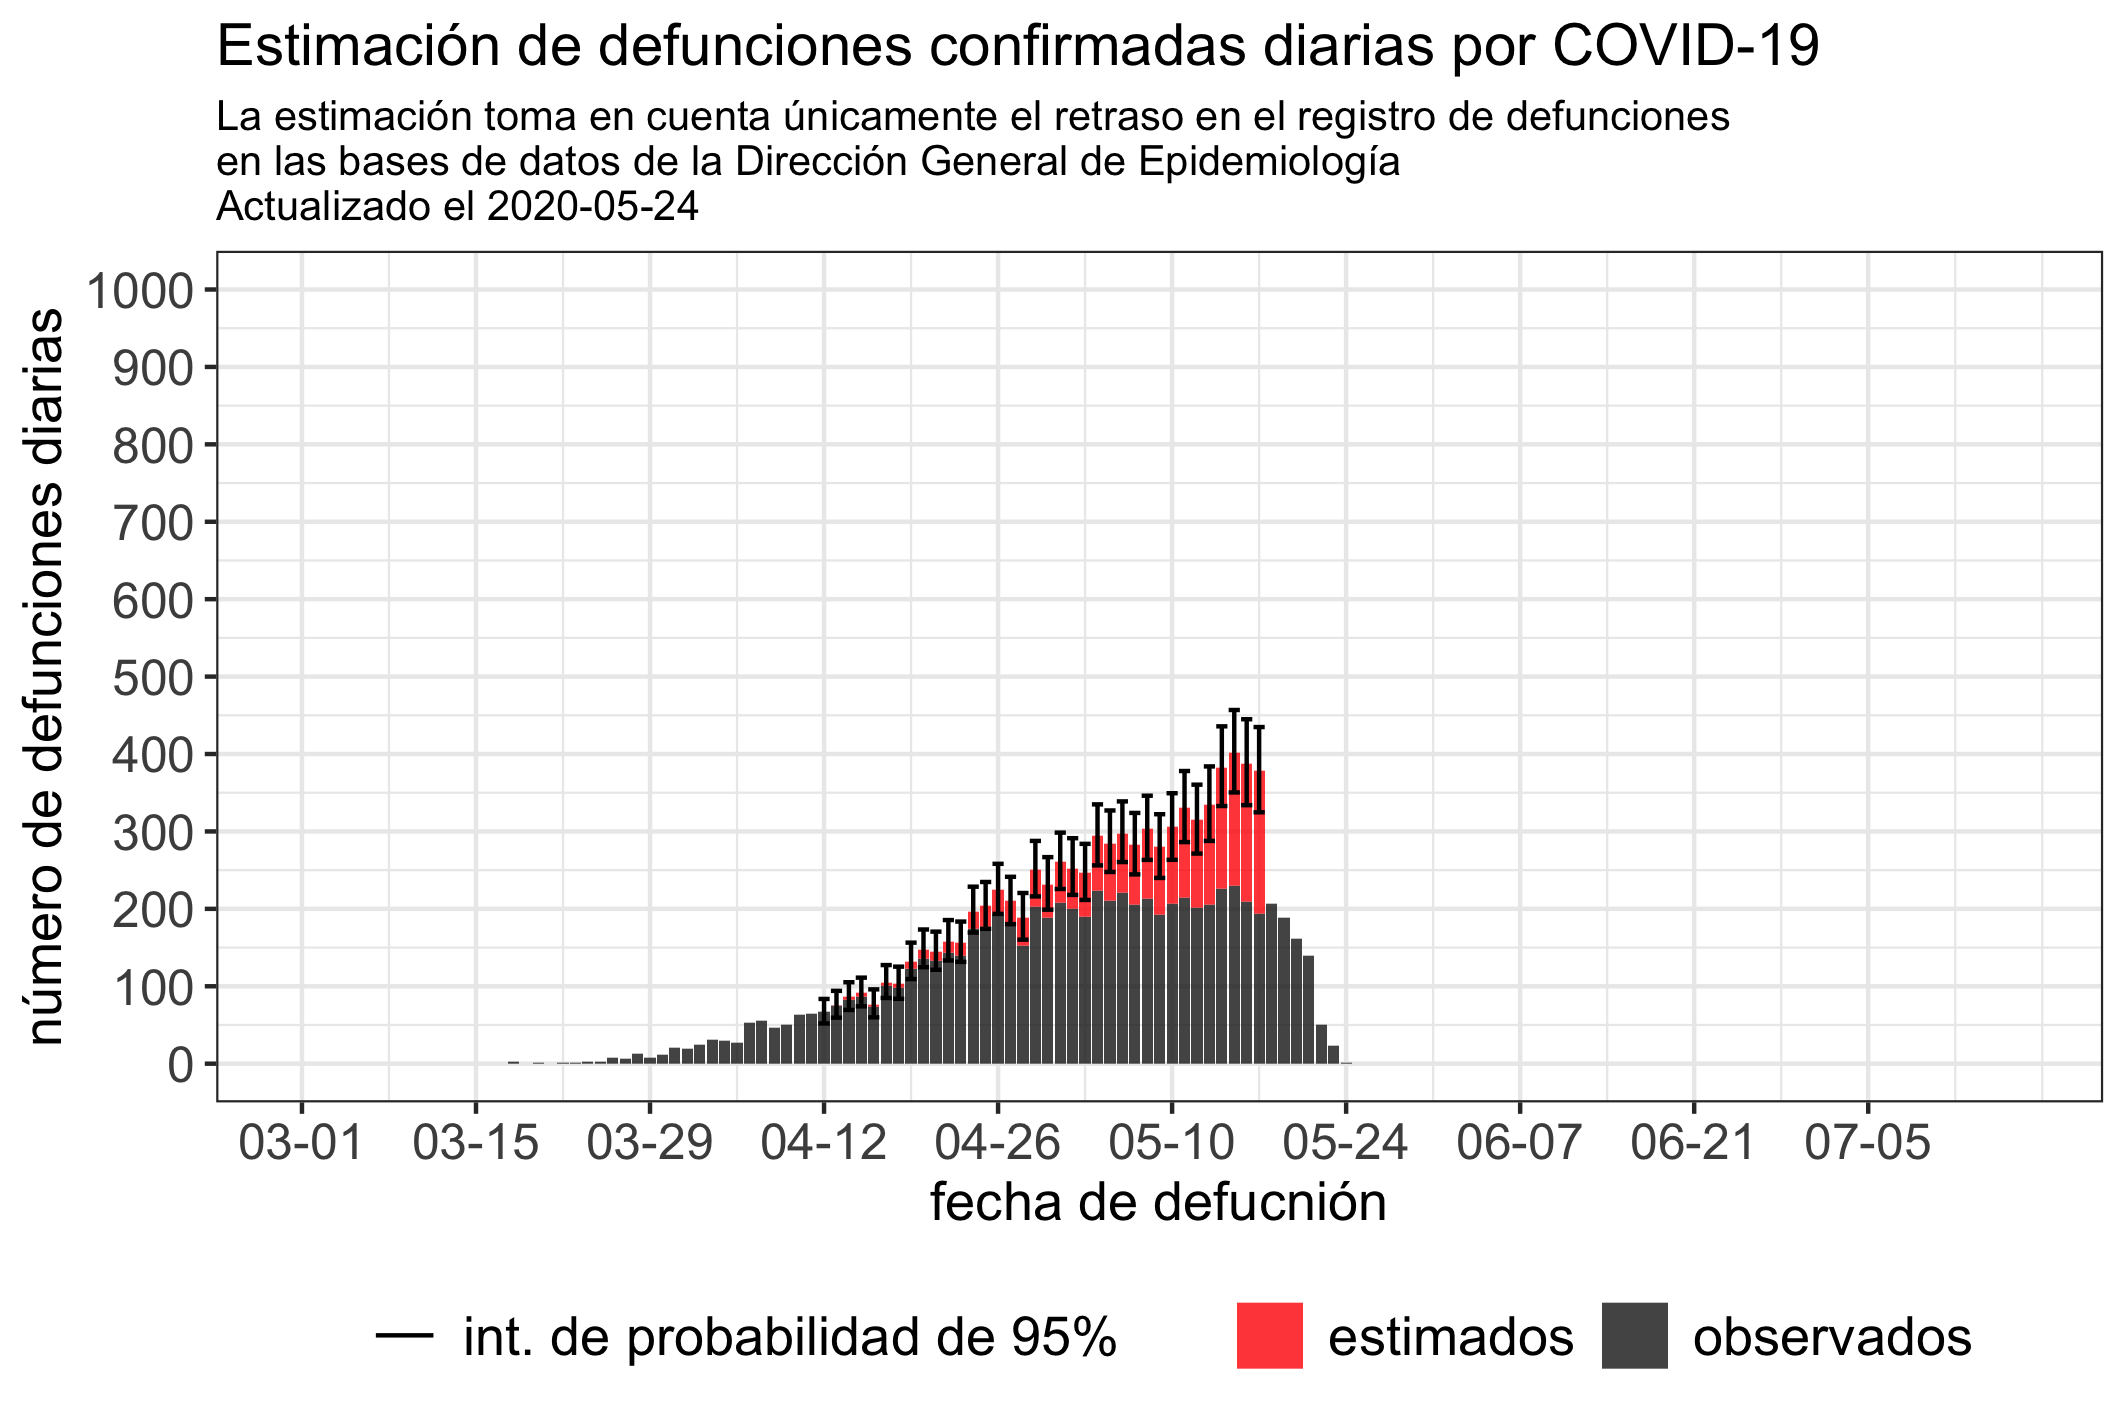 Estimación de defunciones confirmadas diarias por COVID-19
La estimación toma en cuenta únicamente el retraso en el registro de defunciones
en las bases de datos de la Dirección General de Epidemiología
Actualizado el 2020-05-24
número de defunciones diarias
1000
900
800
700
600
500
400
300
200
100
0
03-01 03-15 03-29 04-12 04-26 05-10 05-24 06-07 06-21 07-05
fecha de defucnión
int. de probabilidad de 95% estimados observados